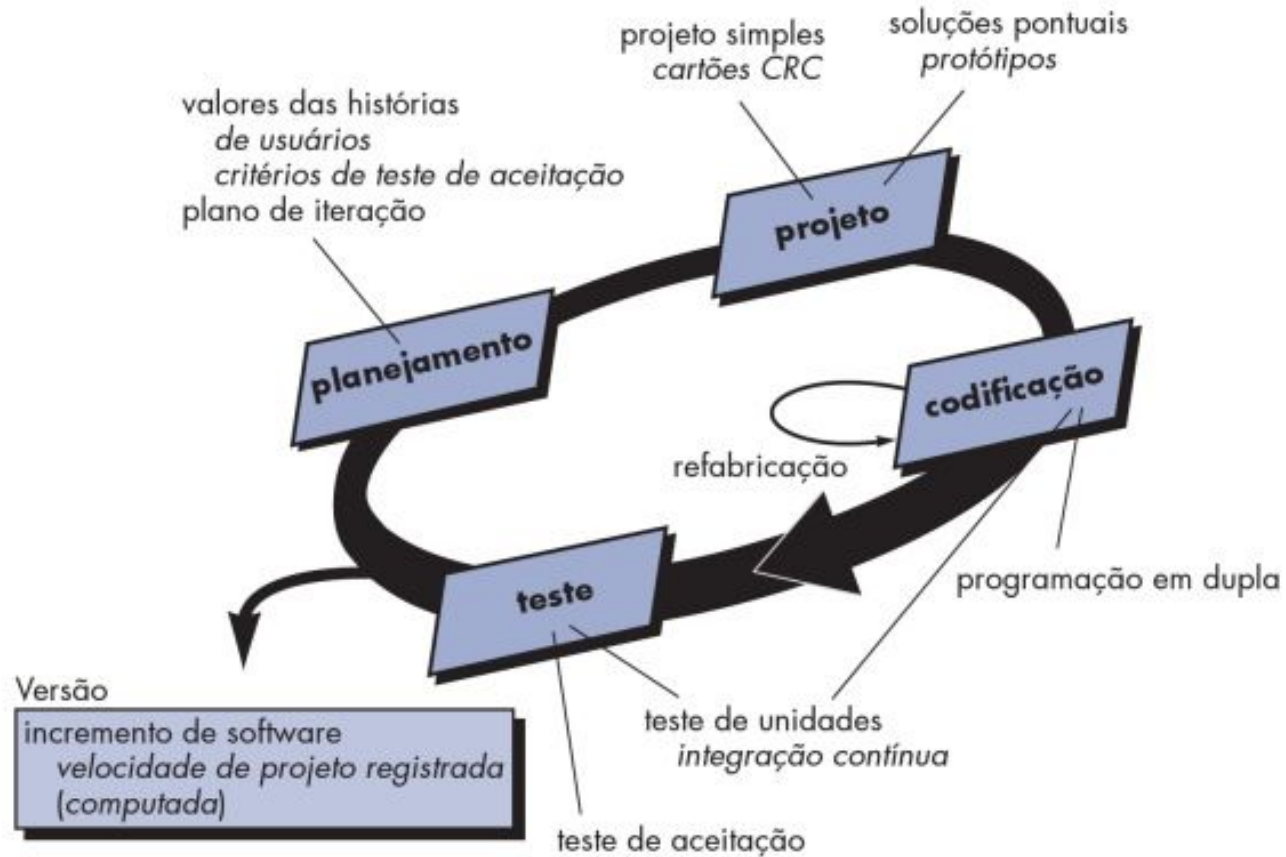 projeto simples
cartões CRC
soluções pontuais
protótipos
valores das histórias
de usuários
critérios de teste de aceitação
plano de iteração
projeto
planejamento
codificação
refabricação
programação em dupla
teste
Versão
incremento de software
velocidade de projeto registrada
(computada)
teste de unidades
integração contínua
teste de aceitação